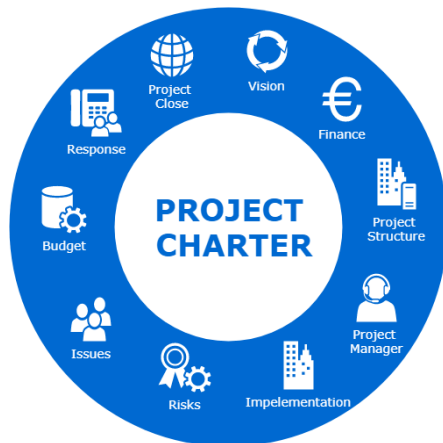 PROJECT
CHARTER
Vision
€
Finance
Project
Structure
Project
Manager
Impelementation
Risks
Issues
Budget
Response
Project
Close